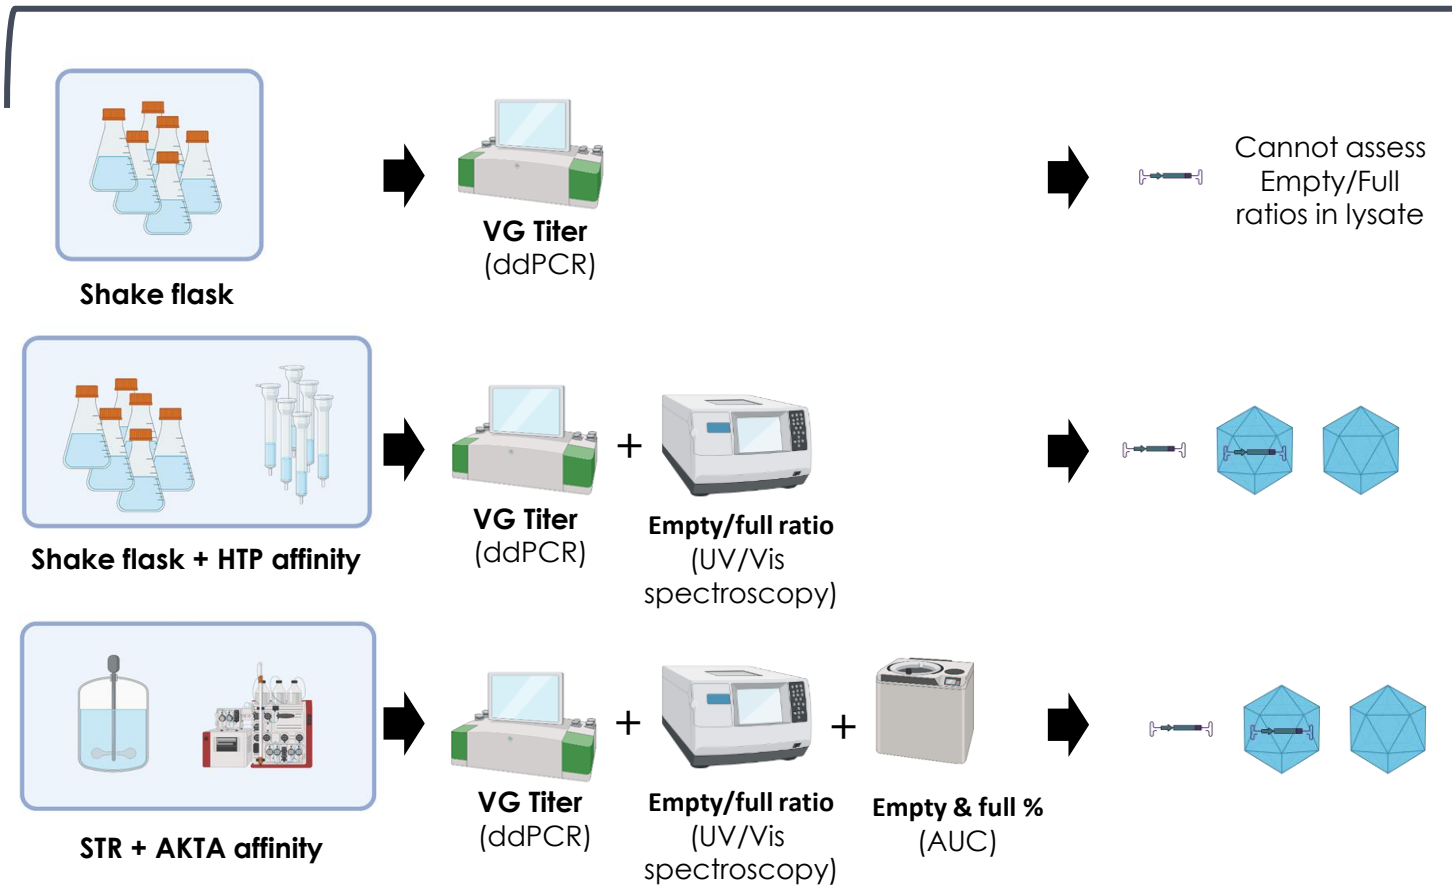 VG Titer
(ddPCR)
Cannot assess
Empty/Full
ratios in lysate
Shake flask
VG Titer
(ddPCR)
Empty/full ratio
(UV/Vis
spectroscopy)
Shake flask + HTP affinity
+
VG Titer
(ddPCR)
Empty/full ratio
(UV/Vis
spectroscopy)
Empty & full %
(AUC)
STR + AKTA affinity
+
+